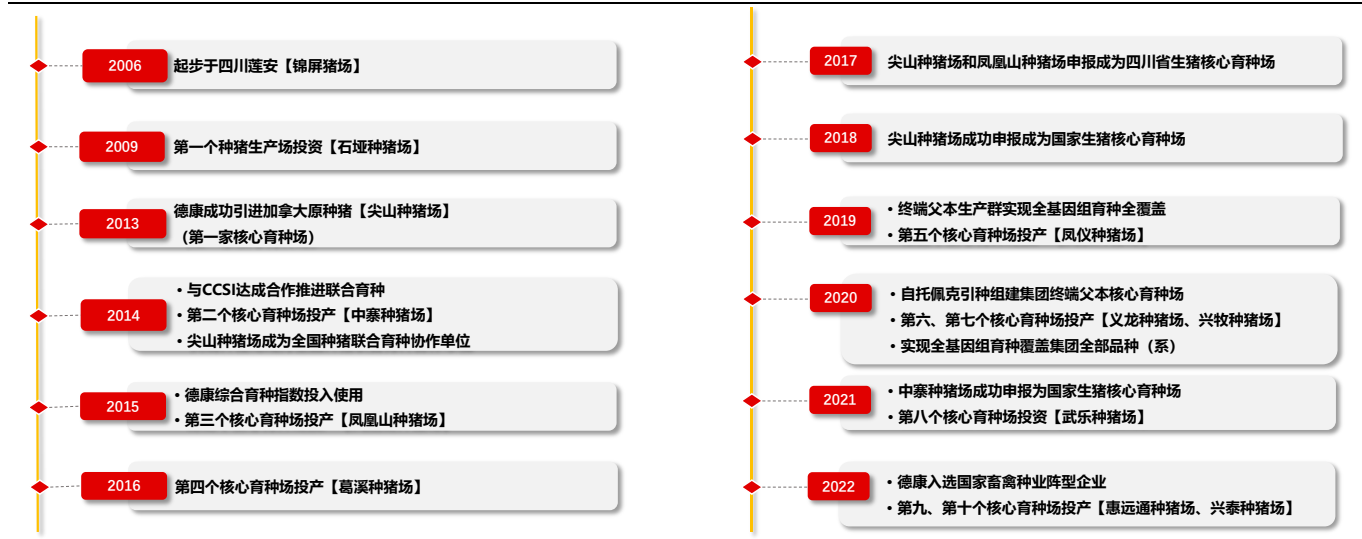 2006
起步于四川蓬安【锦屏猪场】
2009
第一个种猪生产场投资【石垭种猪场】
2013
德康成功引进加拿大原种猪【尖山种猪场】
（第一家核心育种场）
2014
• 与CCSI达成合作推进联合育种
• 第二个核心育种场投产【中寨种猪场】
• 尖山种猪场成为全国种猪联合育种协作单位
2015
• 德康综合育种指数投入使用
• 第三个核心育种场投产【凤凰山种猪场】
2016
第四个核心育种场投产【葛溪种猪场】
2017
尖山种猪场和凤凰山种猪场申报成为四川省生猪核心育种场
2018
尖山种猪场成功申报成为国家生猪核心育种场
2019
• 终端父本生产群实现全基因组育种全覆盖
• 第五个核心育种场投产【凤仪种猪场】
2020
• 自托佩克引种组建集团终端父本核心育种场
• 第六、第七个核心育种场投产【义龙种猪场、兴牧种猪场】
• 实现全基因组育种覆盖集团全部品种（系）
2021
• 中寨种猪场成功申报为国家生猪核心育种场
• 第八个核心育种场投资【武乐种猪场】
2022
• 德康入选国家畜禽种业阵型企业
• 第九、第十个核心育种场投产【惠远通种猪场、兴泰种猪场】